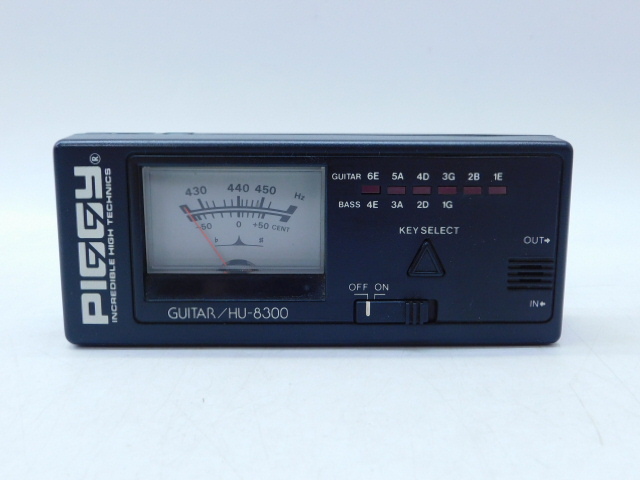 PIGGY®
INCREDIBLE HIGH TECHNICS
430 440 450 Hz
-50 0 +50 CENT
♭ ♯
GUITAR/HU-8300
GUITAR 6E 5A 4D 3G 2B 1E
BASS 4E 3A 2D 1G
KEY SELECT
OFF ON
OUT→
IN←